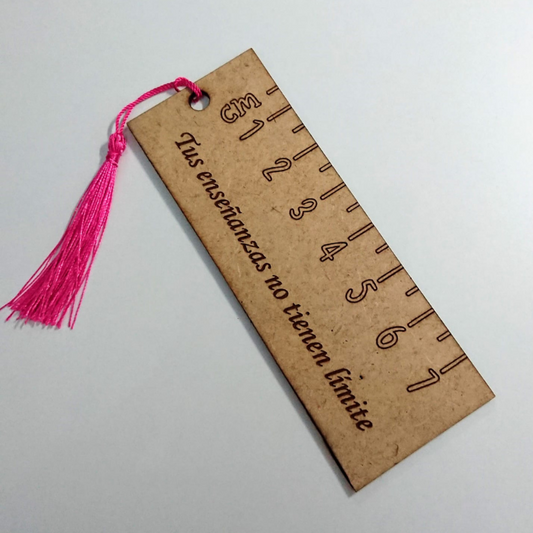 cm
1 2 3 4 5 6 7
Tus enseñanzas no tienen límite